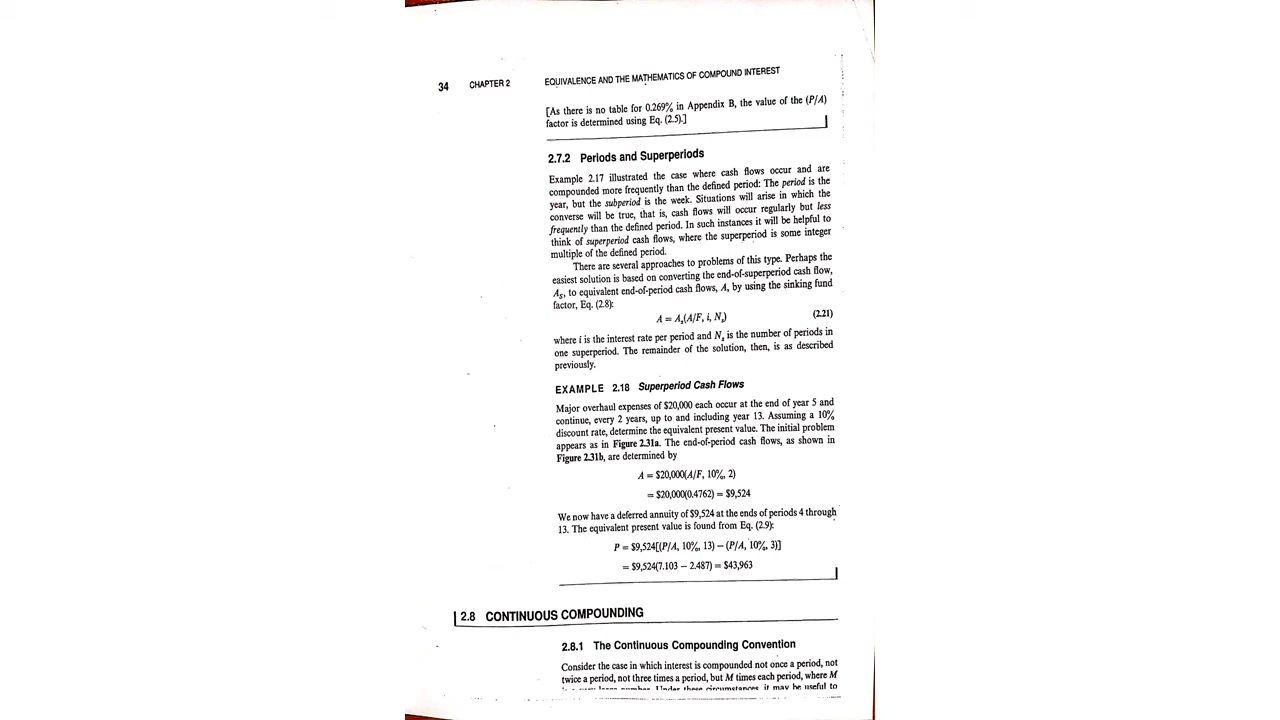 34 CHAPTER 2 EQUIVALENCE AND THE MATHEMATICS OF COMPOUND INTEREST
[As there is no table for 0.269% in Appendix B, the value of the (P/A)
factor is determined using Eq. (2.5).]
2.7.2 Periods and Superperiods
Example 2.17 illustrated the case where cash flows occur and are
compounded more frequently than the defined period: The period is the
year, but the subperiod is the week. Situations will arise in which the
converse will be true, that is, cash flows will occur regularly but less
frequently than the defined period. In such instances it will be helpful to
think of superperiod cash flows, where the superperiod is some integer
multiple of the defined period.
There are several approaches to problems of this type. Perhaps the
easiest solution is based on converting the end-of-superperiod cash flow,
Aₛ, to equivalent end-of-period cash flows, A, by using the sinking fund
factor, Eq. (2.8):
A = Aₛ(A/F, i, Nₛ) (2.21)
where i is the interest rate per period and Nₛ is the number of periods in
one superperiod. The remainder of the solution, then, is as described
previously.
EXAMPLE 2.18 Superperiod Cash Flows
Major overhaul expenses of $20,000 each occur at the end of year 5 and
continue, every 2 years, up to and including year 13. Assuming a 10%
discount rate, determine the equivalent present value. The initial problem
appears as in Figure 2.31a. The end-of-period cash flows, as shown in
Figure 2.31b, are determined by
A = $20,000(A/F, 10%, 2)
= $20,000(0.4762) = $9,524
We now have a deferred annuity of $9,524 at the ends of periods 4 through
13. The equivalent present value is found from Eq. (2.9):
P = $9,524[(P/A, 10%, 13) − (P/A, 10%, 3)]
= $9,524(7.103 − 2.487) = $43,963
2.8 CONTINUOUS COMPOUNDING
2.8.1 The Continuous Compounding Convention
Consider the case in which interest is compounded not once a period, not
twice a period, not three times a period, but M times each period, where M
number. Under these circumstances it may be useful to